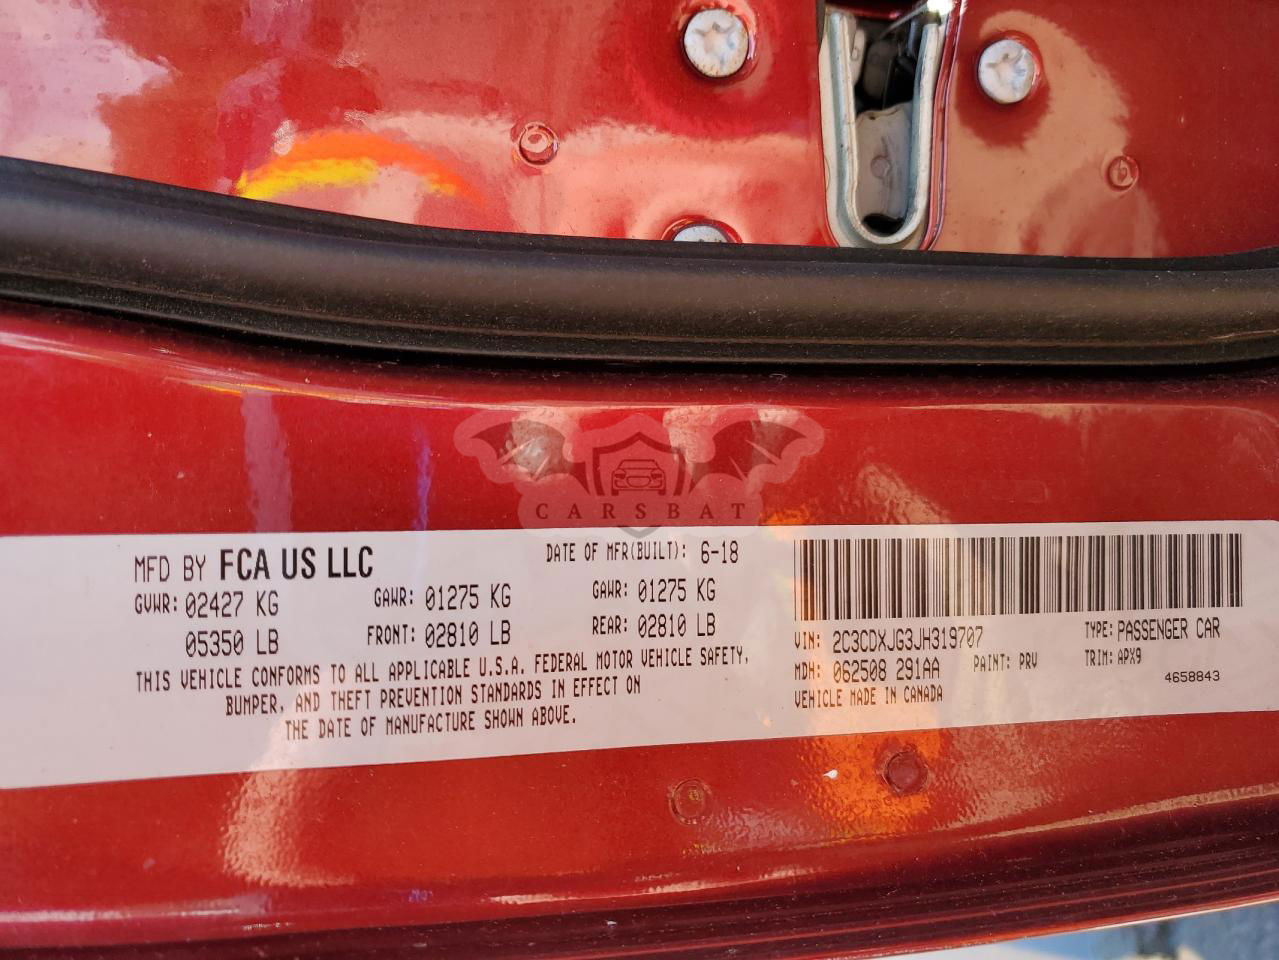 CARSBAT
MFD BY FCA US LLC DATE OF MFR(BUILT): 6-18
GVWR: 02427 KG GAWR: 01275 KG GAWR: 01275 KG
05350 LB FRONT: 02810 LB REAR: 02810 LB
THIS VEHICLE CONFORMS TO ALL APPLICABLE U.S.A. FEDERAL MOTOR VEHICLE SAFETY,
BUMPER, AND THEFT PREVENTION STANDARDS IN EFFECT ON
THE DATE OF MANUFACTURE SHOWN ABOVE.
VIN: 2C3CDXJG3JH319707 TYPE: PASSENGER CAR
MDH: 062508 291AA PAINT: PRV TRIM: APX9
VEHICLE MADE IN CANADA 4658843